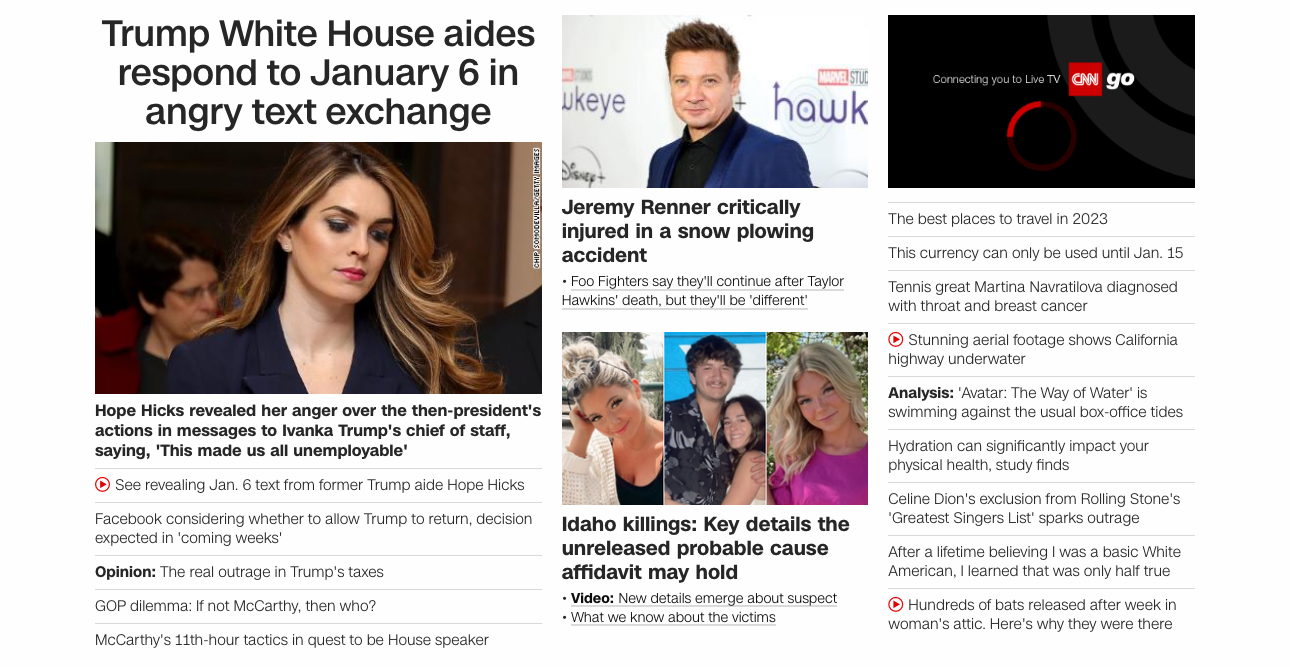 Trump White House aides
respond to January 6 in
angry text exchange
CHIP SOMODEVILLA/GETTY IMAGES
Hope Hicks revealed her anger over the then-president's
actions in messages to Ivanka Trump's chief of staff,
saying, 'This made us all unemployable'
See revealing Jan. 6 text from former Trump aide Hope Hicks
Facebook considering whether to allow Trump to return, decision
expected in 'coming weeks'
Opinion: The real outrage in Trump's taxes
GOP dilemma: If not McCarthy, then who?
McCarthy's 11th-hour tactics in quest to be House speaker
MARVEL STUD
wkeye
hawk
Disney+
Jeremy Renner critically
injured in a snow plowing
accident
• Foo Fighters say they'll continue after Taylor
Hawkins' death, but they'll be 'different'
Idaho killings: Key details the
unreleased probable cause
affidavit may hold
• Video: New details emerge about suspect
• What we know about the victims
Connecting you to Live TV CNN go
The best places to travel in 2023
This currency can only be used until Jan. 15
Tennis great Martina Navratilova diagnosed
with throat and breast cancer
Stunning aerial footage shows California
highway underwater
Analysis: 'Avatar: The Way of Water' is
swimming against the usual box-office tides
Hydration can significantly impact your
physical health, study finds
Celine Dion's exclusion from Rolling Stone's
'Greatest Singers List' sparks outrage
After a lifetime believing I was a basic White
American, I learned that was only half true
Hundreds of bats released after week in
woman's attic. Here's why they were there